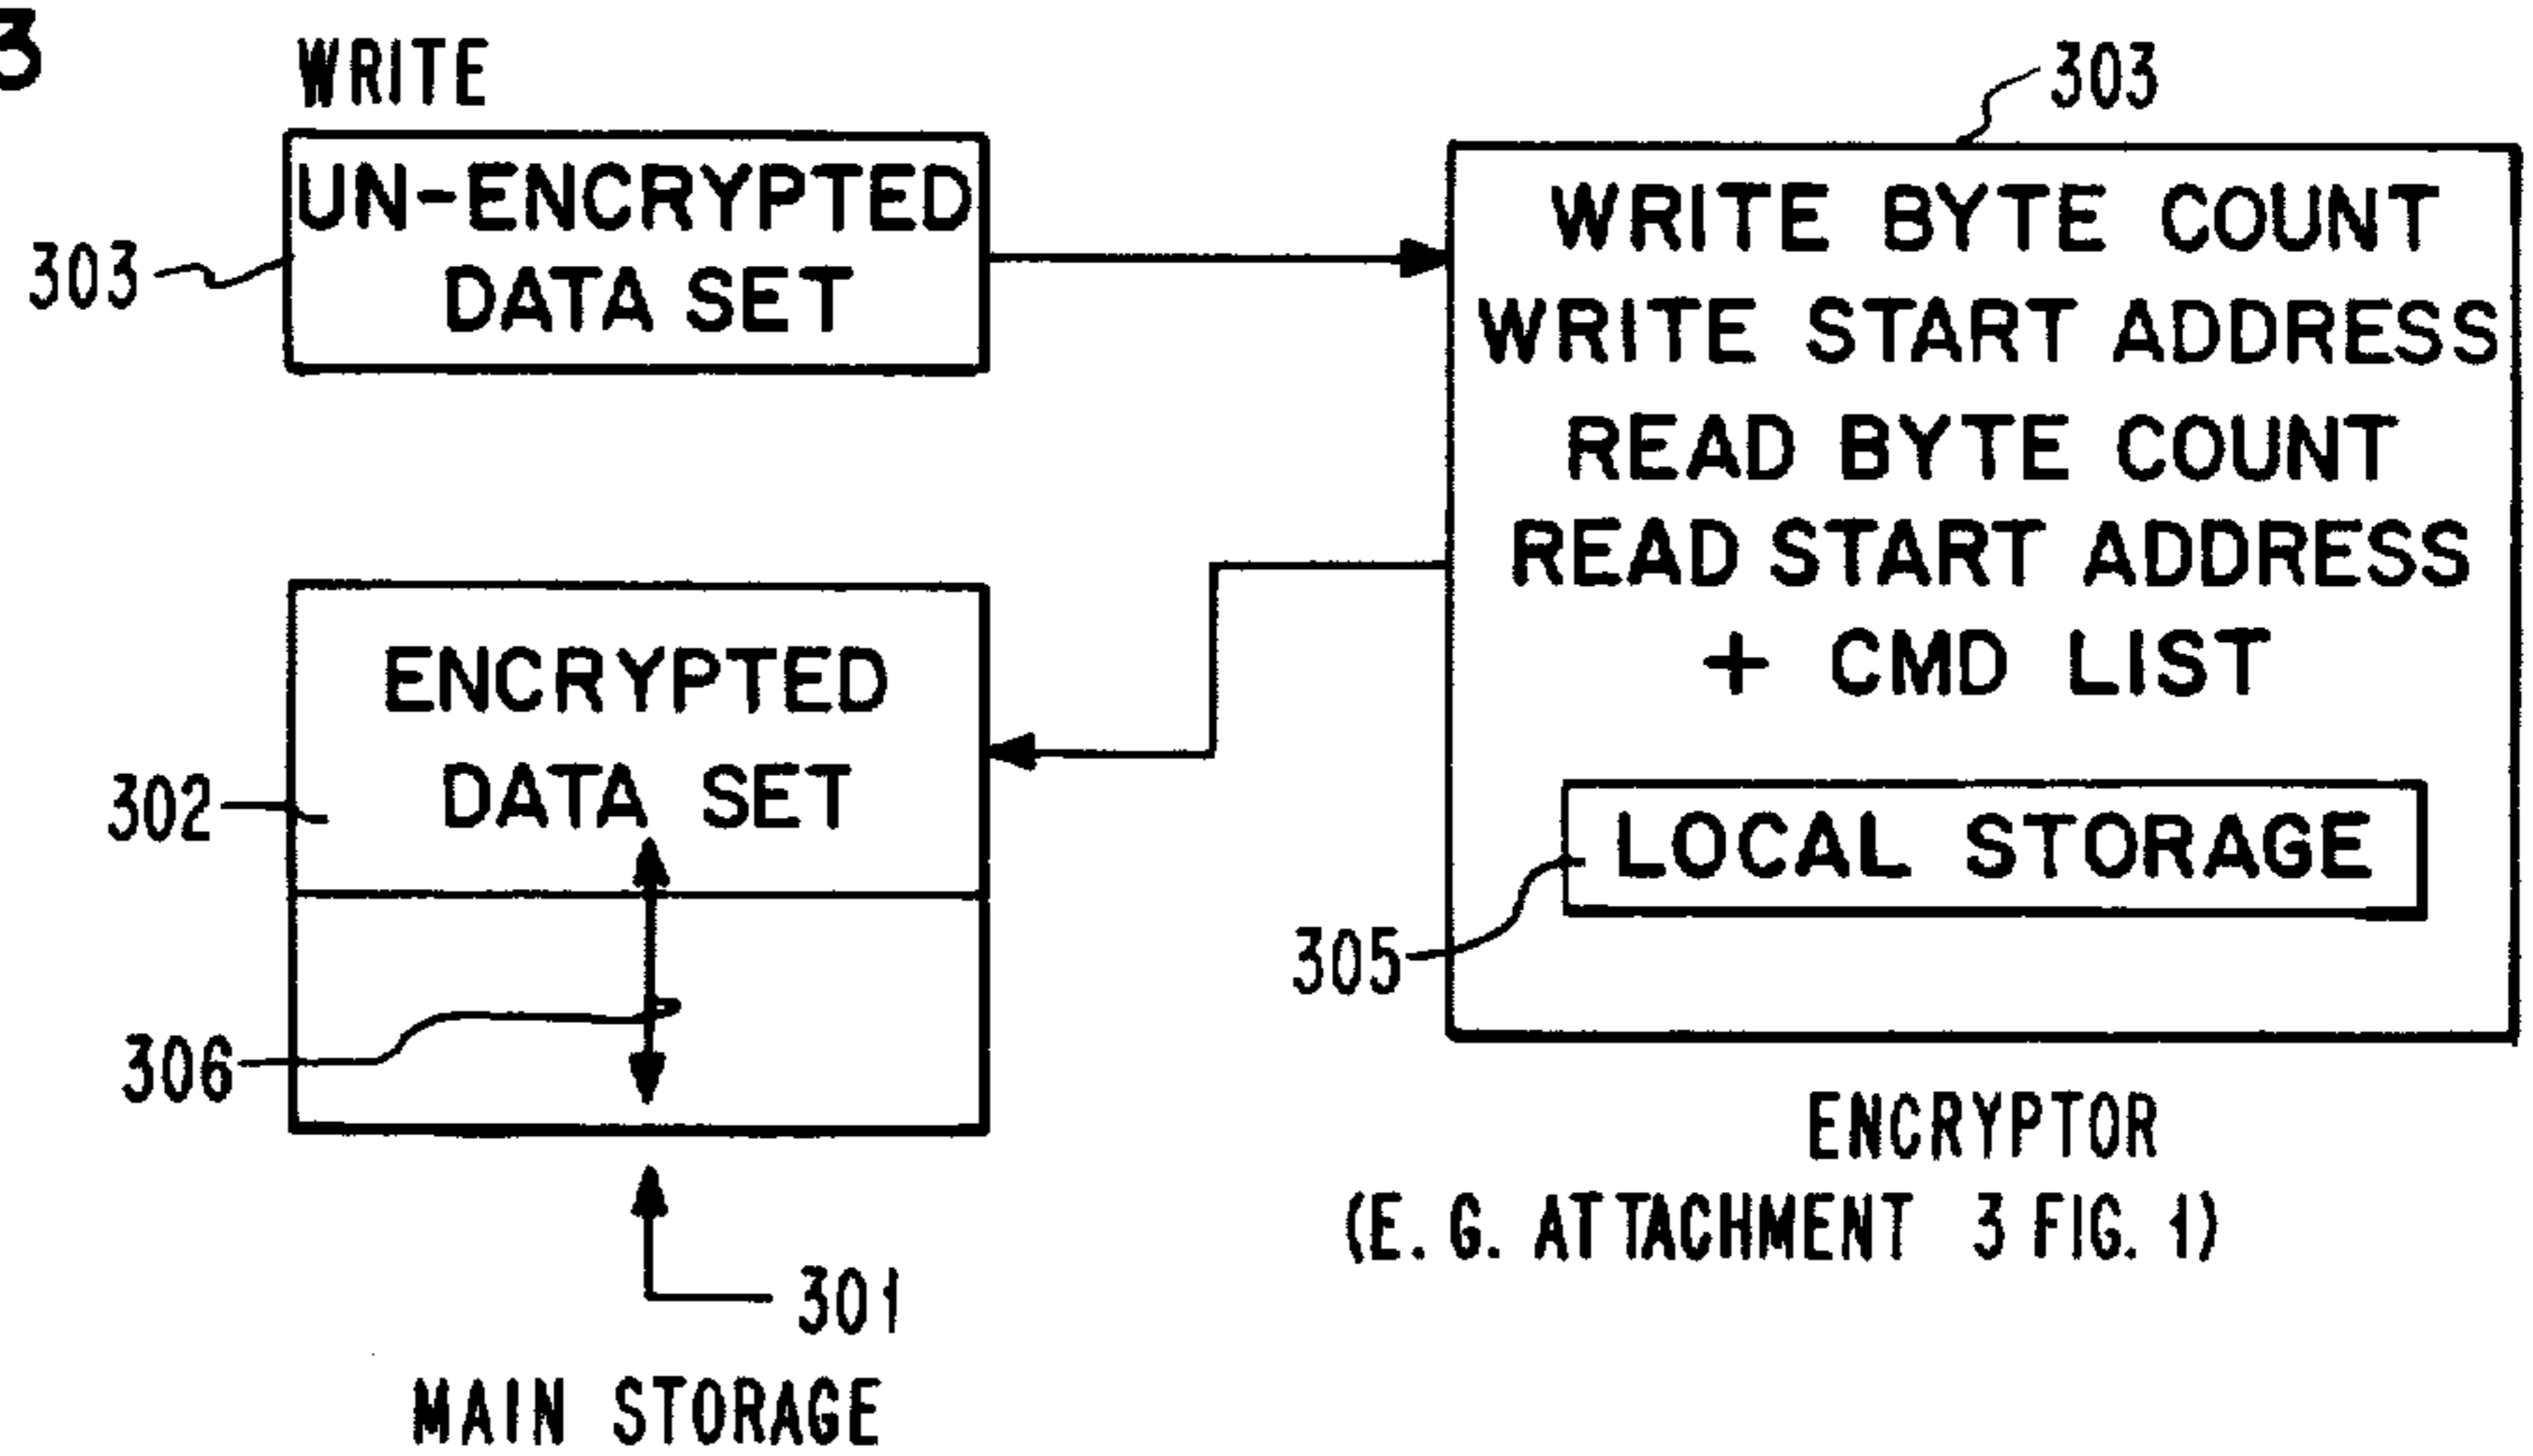 3
WRITE
303
UN-ENCRYPTED
DATA SET
303
WRITE BYTE COUNT
WRITE START ADDRESS
READ BYTE COUNT
READ START ADDRESS
+ CMD LIST
LOCAL STORAGE
305
ENCRYPTED
DATA SET
302
306
ENCRYPTOR
(E. G. ATTACHMENT 3 FIG. 1)
301
MAIN STORAGE